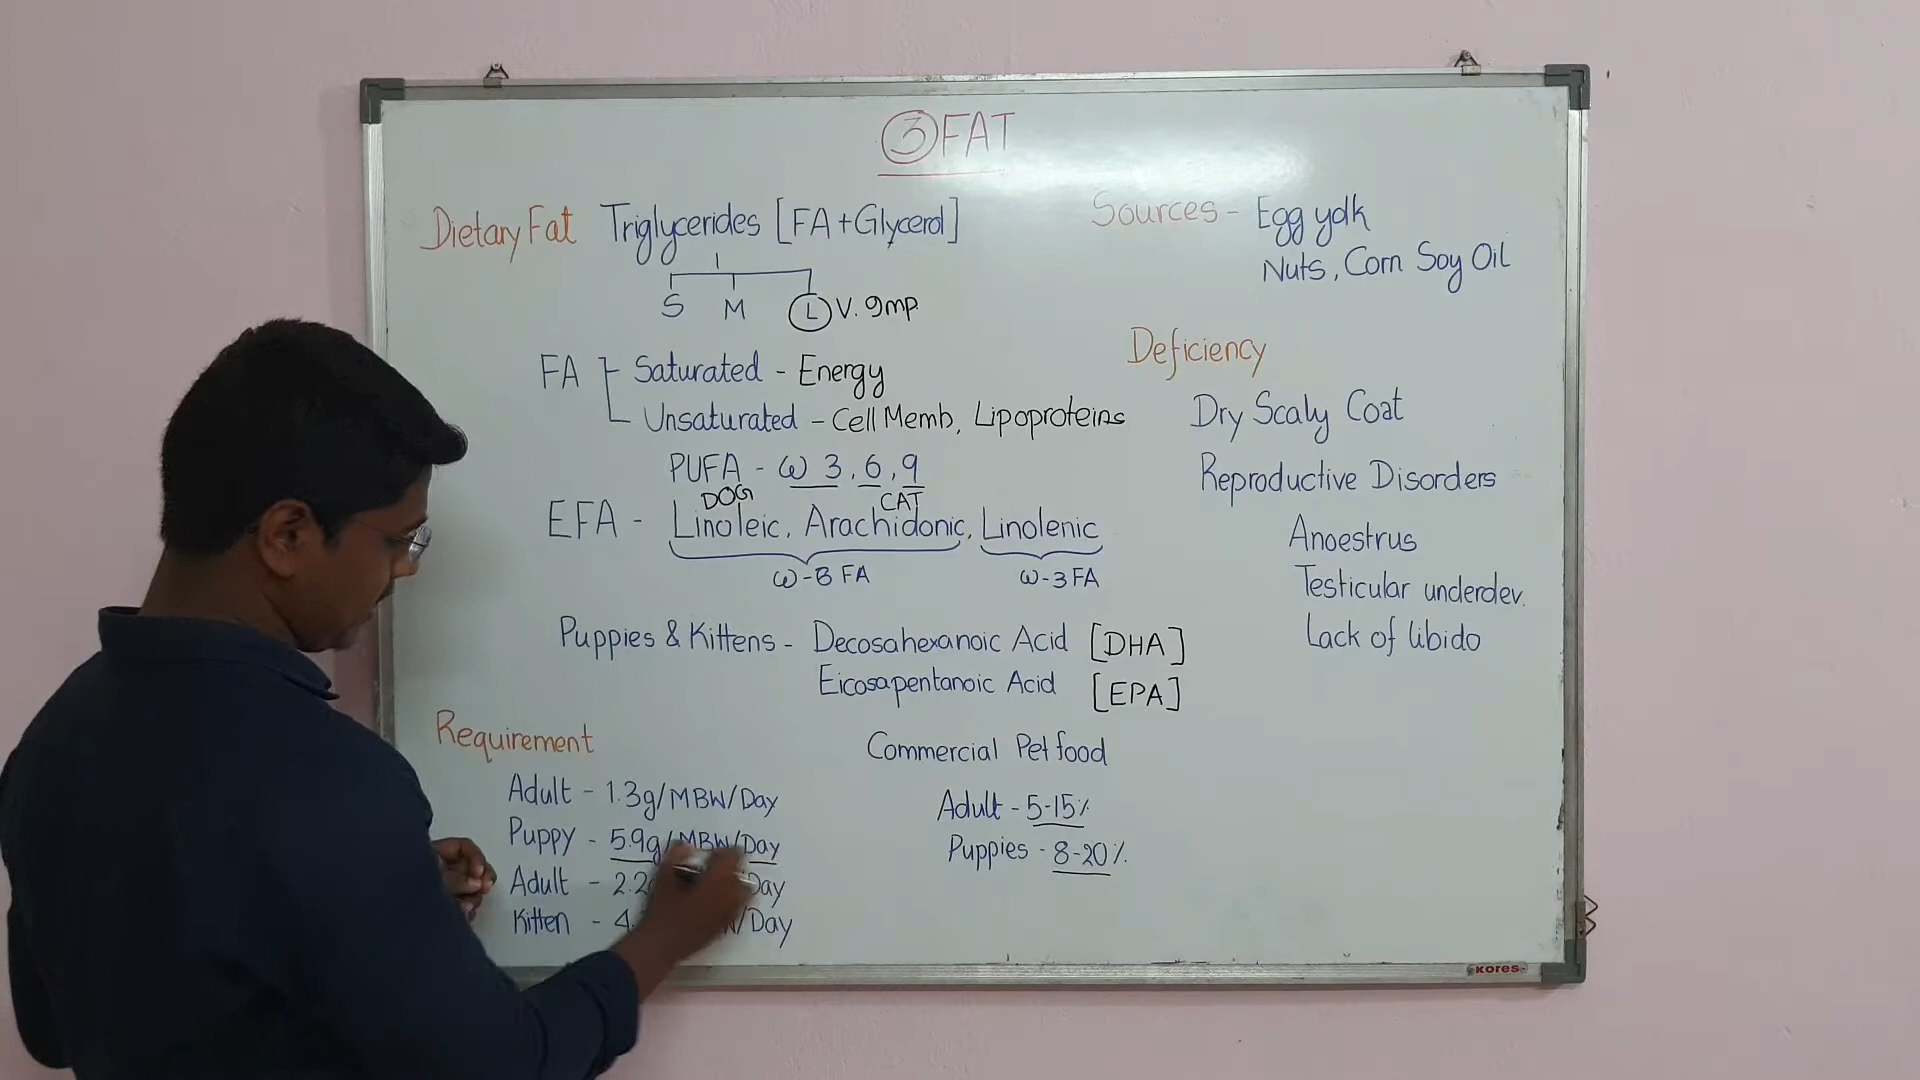 ③ FAT
Dietary Fat Triglycerides [FA+Glycerol]
S M L V. Imp.
FA Saturated - Energy
Unsaturated - Cell Memb, Lipoproteins
PUFA - ω 3, 6, 9
DOG CAT
EFA - Linoleic, Arachidonic, Linolenic
ω-6 FA ω-3 FA
Puppies & Kittens - Decosahexanoic Acid [DHA]
Eicosapentanoic Acid [EPA]
Requirement
Adult - 1.3g/MBW/Day
Puppy - 5.9g/MBW/Day
Adult - 2.2 Day
Kitten - 4. /Day
Commercial Pet food
Adult - 5-15%
Puppies - 8-20%
Sources - Egg yolk
Nuts, Corn Soy Oil
Deficiency
Dry Scaly Coat
Reproductive Disorders
Anoestrus
Testicular underdev.
Lack of libido
KORES